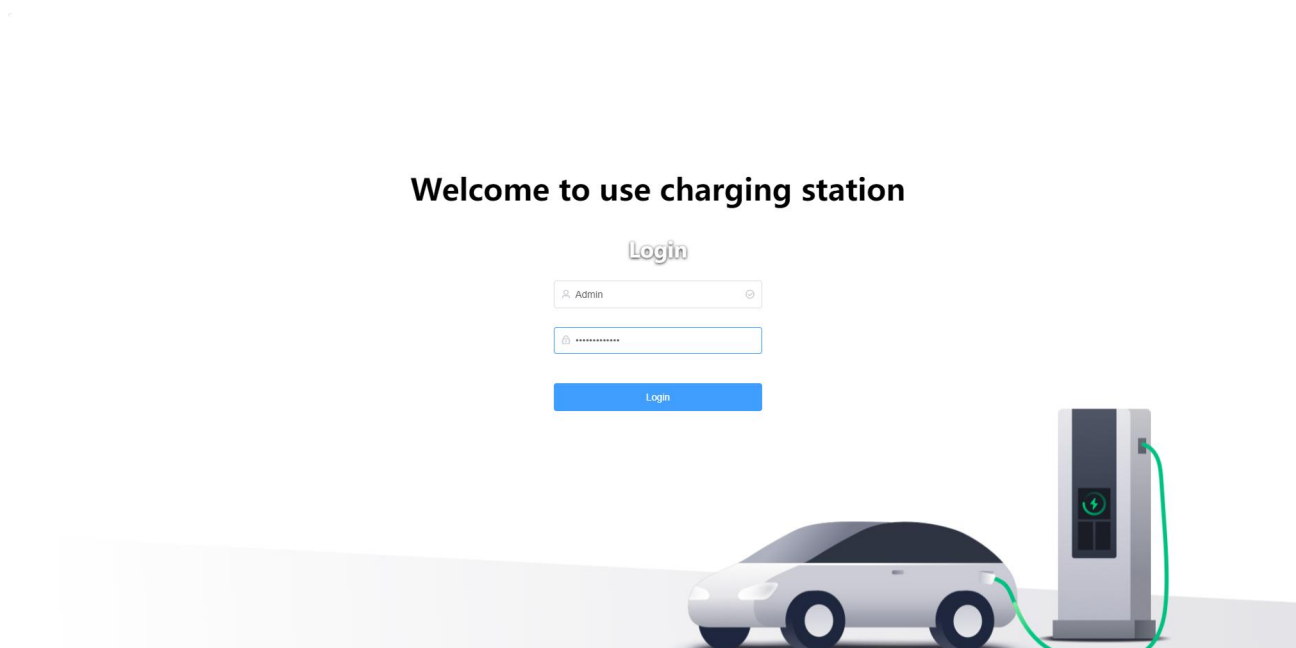 Welcome to use charging station
Login
Admin
•••••••••••••
Login